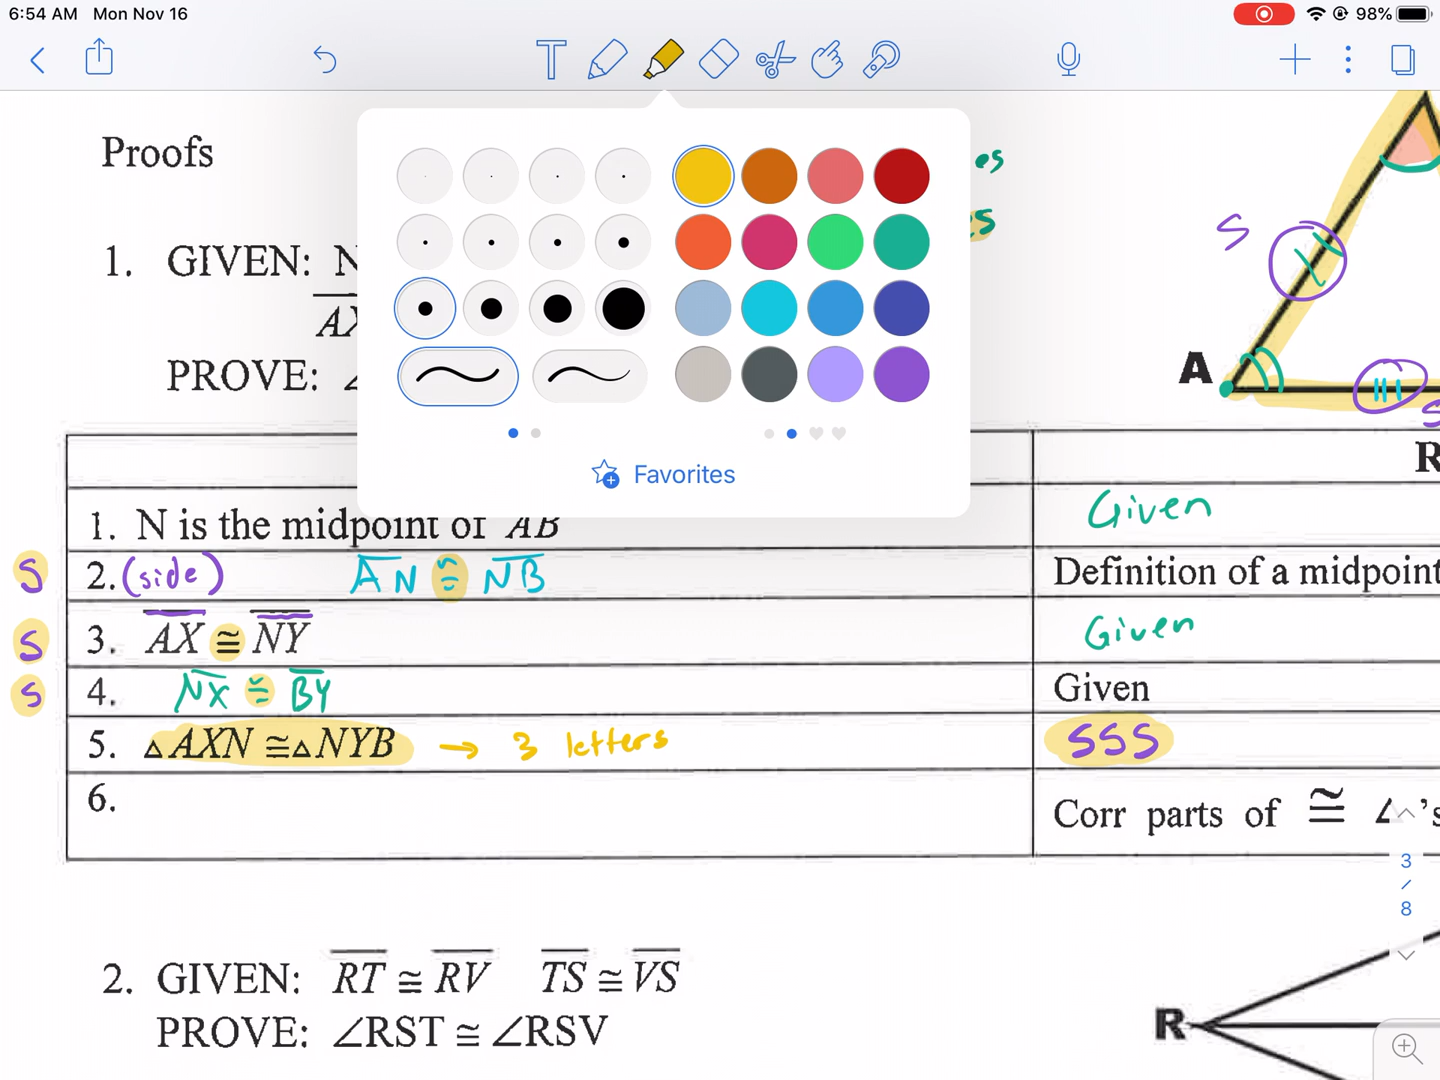 6:54 AM Mon Nov 16
98%
T
Proofs
es
s
1. GIVEN: N
AX
PROVE: ∠
S
A
S
Favorites
R
1. N is the midpoint of AB
Given
S 2. (side) AN ≅ NB
Definition of a midpoint
S 3. AX ≅ NY
Given
S 4. NX ≅ BY
Given
5. △AXN ≅ △NYB → 3 letters
SSS
6.
Corr parts of ≅ ∠'s
3
/
8
2. GIVEN: RT ≅ RV TS ≅ VS
PROVE: ∠RST ≅ ∠RSV
R